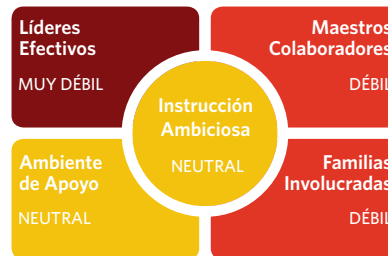 Líderes
Efectivos
MUY DÉBIL
Maestros
Colaboradores
DÉBIL
Instrucción
Ambiciosa
NEUTRAL
Ambiente
de Apoyo
NEUTRAL
Familias
Involucradas
DÉBIL